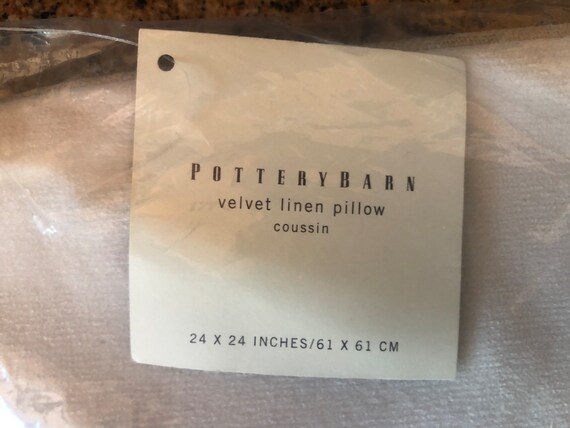 POTTERYBARN
velvet linen pillow
coussin
24 X 24 INCHES/61 X 61 CM